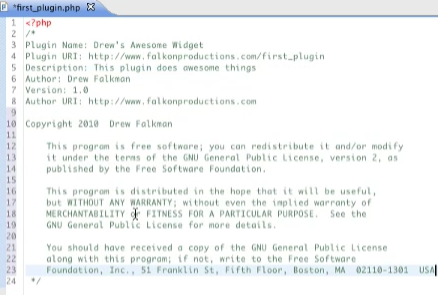 *first_plugin.php
1 <?php
2 /*
3 Plugin Name: Drew's Awesome Widget
4 Plugin URI: http://www.falkonproductions.com/first_plugin
5 Description: This plugin does awesome things
6 Author: Drew Falkman
7 Version: 1.0
8 Author URI: http://www.falkonproductions.com
9
10 Copyright 2010  Drew Falkman
11
12     This program is free software; you can redistribute it and/or modify
13     it under the terms of the GNU General Public License, version 2, as
14     published by the Free Software Foundation.
15
16     This program is distributed in the hope that it will be useful,
17     but WITHOUT ANY WARRANTY; without even the implied warranty of
18     MERCHANTABILITY or FITNESS FOR A PARTICULAR PURPOSE.  See the
19     GNU General Public License for more details.
20
21     You should have received a copy of the GNU General Public License
22     along with this program; if not, write to the Free Software
23     Foundation, Inc., 51 Franklin St, Fifth Floor, Boston, MA  02110-1301  USA
24  */